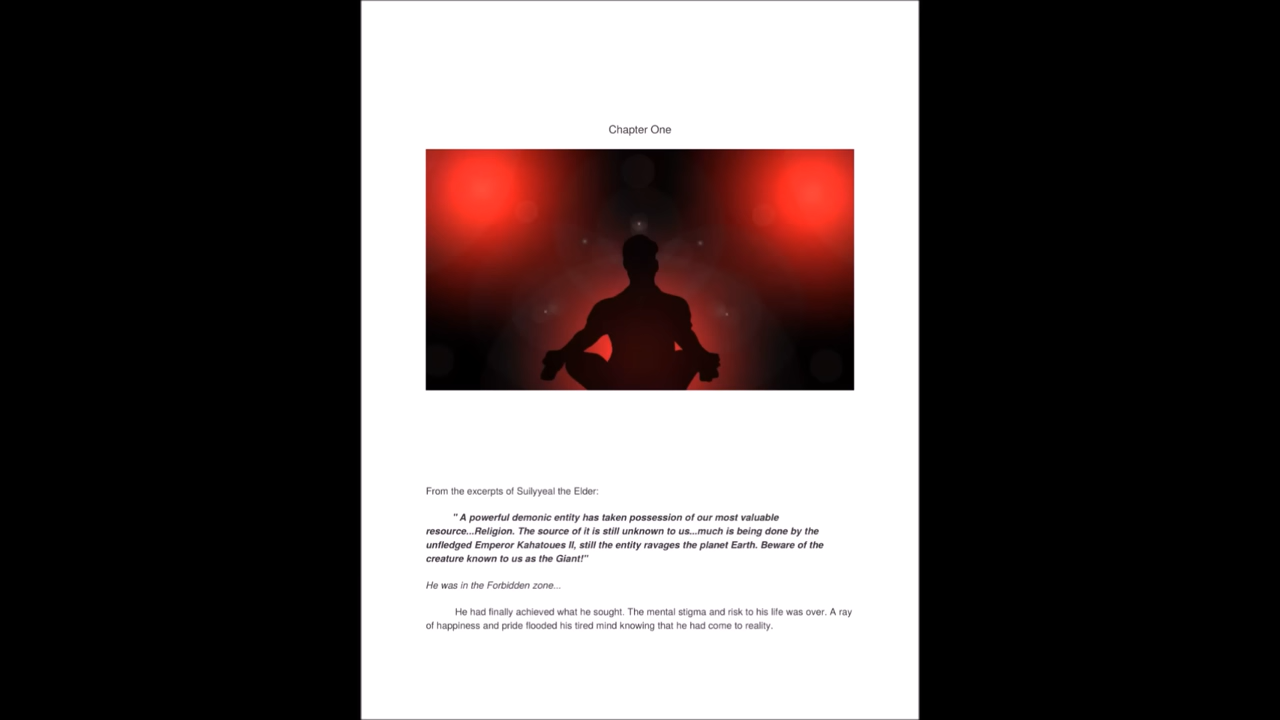 Chapter One
From the excerpts of Suilyyeal the Elder:
" A powerful demonic entity has taken possession of our most valuable
resource...Religion. The source of it is still unknown to us...much is being done by the
unfledged Emperor Kahatoues II, still the entity ravages the planet Earth. Beware of the
creature known to us as the Giant!"
He was in the Forbidden zone...
He had finally achieved what he sought. The mental stigma and risk to his life was over. A ray
of happiness and pride flooded his tired mind knowing that he had come to reality.